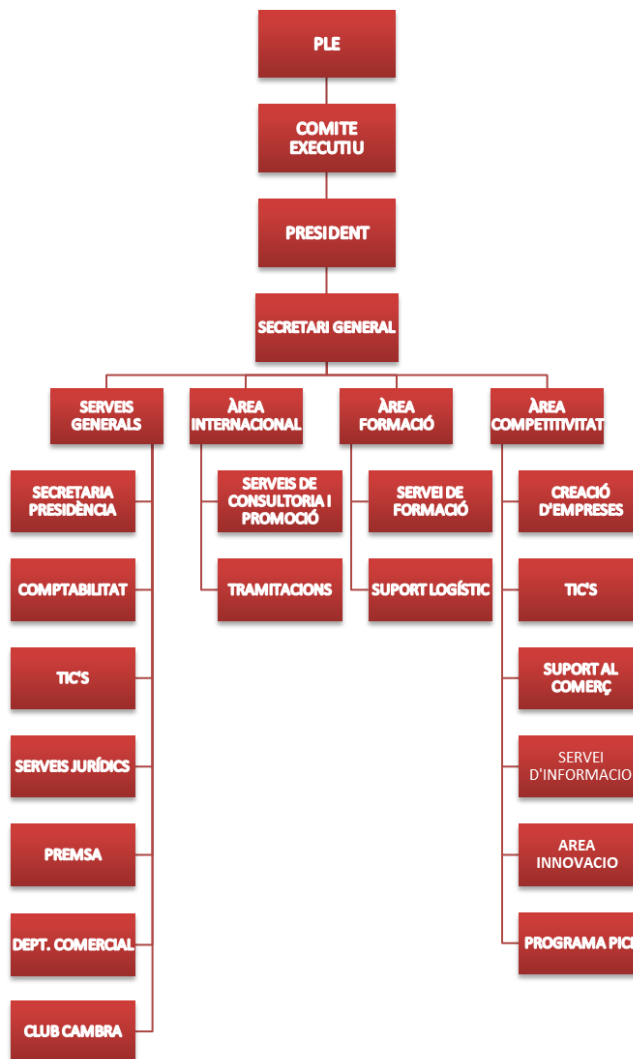 PLE
COMITE
EXECUTIU
PRESIDENT
SECRETARI GENERAL
SERVEIS
GENERALS
ÀREA
INTERNACIONAL
ÀREA
FORMACIÓ
ÀREA
COMPETITIVITAT
SECRETARIA
PRESIDÈNCIA
COMPTABILITAT
TIC'S
SERVEIS JURÍDICS
PREMSA
DEPT. COMERCIAL
CLUB CAMBRA
SERVEIS DE
CONSULTORIA I
PROMOCIÓ
TRAMITACIONS
SERVEI DE
FORMACIÓ
SUPORT LOGÍSTIC
CREACIÓ
D'EMPRESES
TIC'S
SUPORT AL
COMERÇ
SERVEI
D'INFORMACIO
AREA
INNOVACIO
PROGRAMA